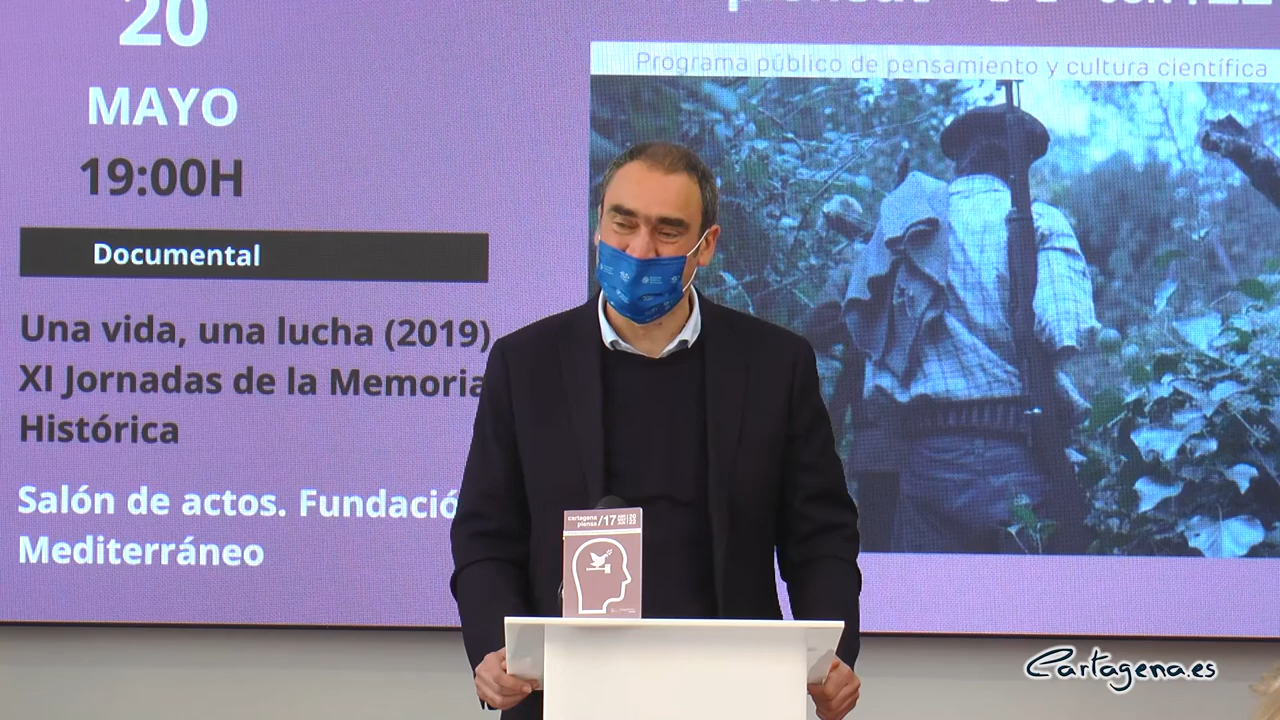 20
MAYO
19:00H
Documental
Una vida, una lucha (2019)
XI Jornadas de la Memoria
Histórica
Salón de actos. Fundació
Mediterráneo
Programa público de pensamiento y cultura científica
cartagena
piensa /17
Cartagena.es